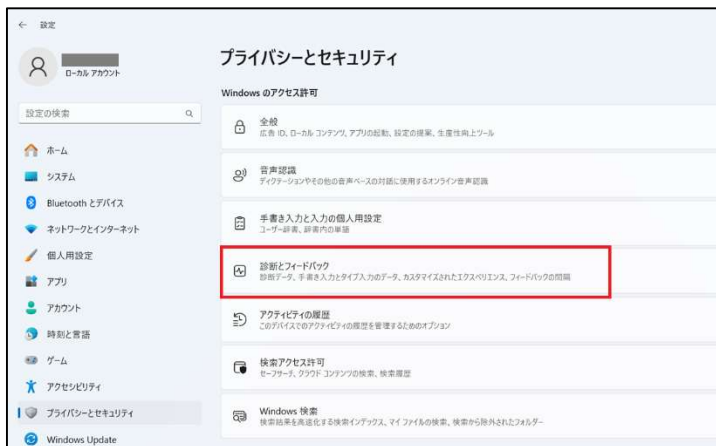 設定
ローカル アカウント
設定の検索
ホーム
システム
Bluetooth とデバイス
ネットワークとインターネット
個人用設定
アプリ
アカウント
時刻と言語
ゲーム
アクセシビリティ
プライバシーとセキュリティ
Windows Update
プライバシーとセキュリティ
Windows のアクセス許可
全般
広告 ID、ローカル コンテンツ、アプリの起動、設定の提案、生産性向上ツール
音声認識
ディクテーションやその他の音声ベースの対話に使用するオンライン音声認識
手書き入力と入力の個人用設定
ユーザー辞書、辞書内の単語
診断とフィードバック
診断データ、手書き入力とタイプ入力のデータ、カスタマイズされたエクスペリエンス、フィードバックの間隔
アクティビティの履歴
このデバイスでのアクティビティの履歴を管理するためのオプション
検索アクセス許可
セーフサーチ、クラウド コンテンツの検索、検索履歴
Windows 検索
検索結果を高速化する検索インデックス、マイ ファイルの検索、検索から除外されたフォルダー